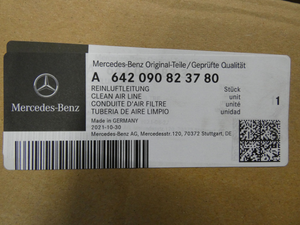 Mercedes-Benz Original-Teile/Geprüfte Qualität
A 642 090 82 37 80
REINLUFTLEITUNG Stück
CLEAN AIR LINE unit
CONDUITE D'AIR FILTRE unité
TUBERIA DE AIRE LIMPIO unidad
1
Mercedes-Benz
Made in GERMANY
2021-10-30
Mercedes-Benz AG, Mercedesstr. 120, 70372 Stuttgart, DE